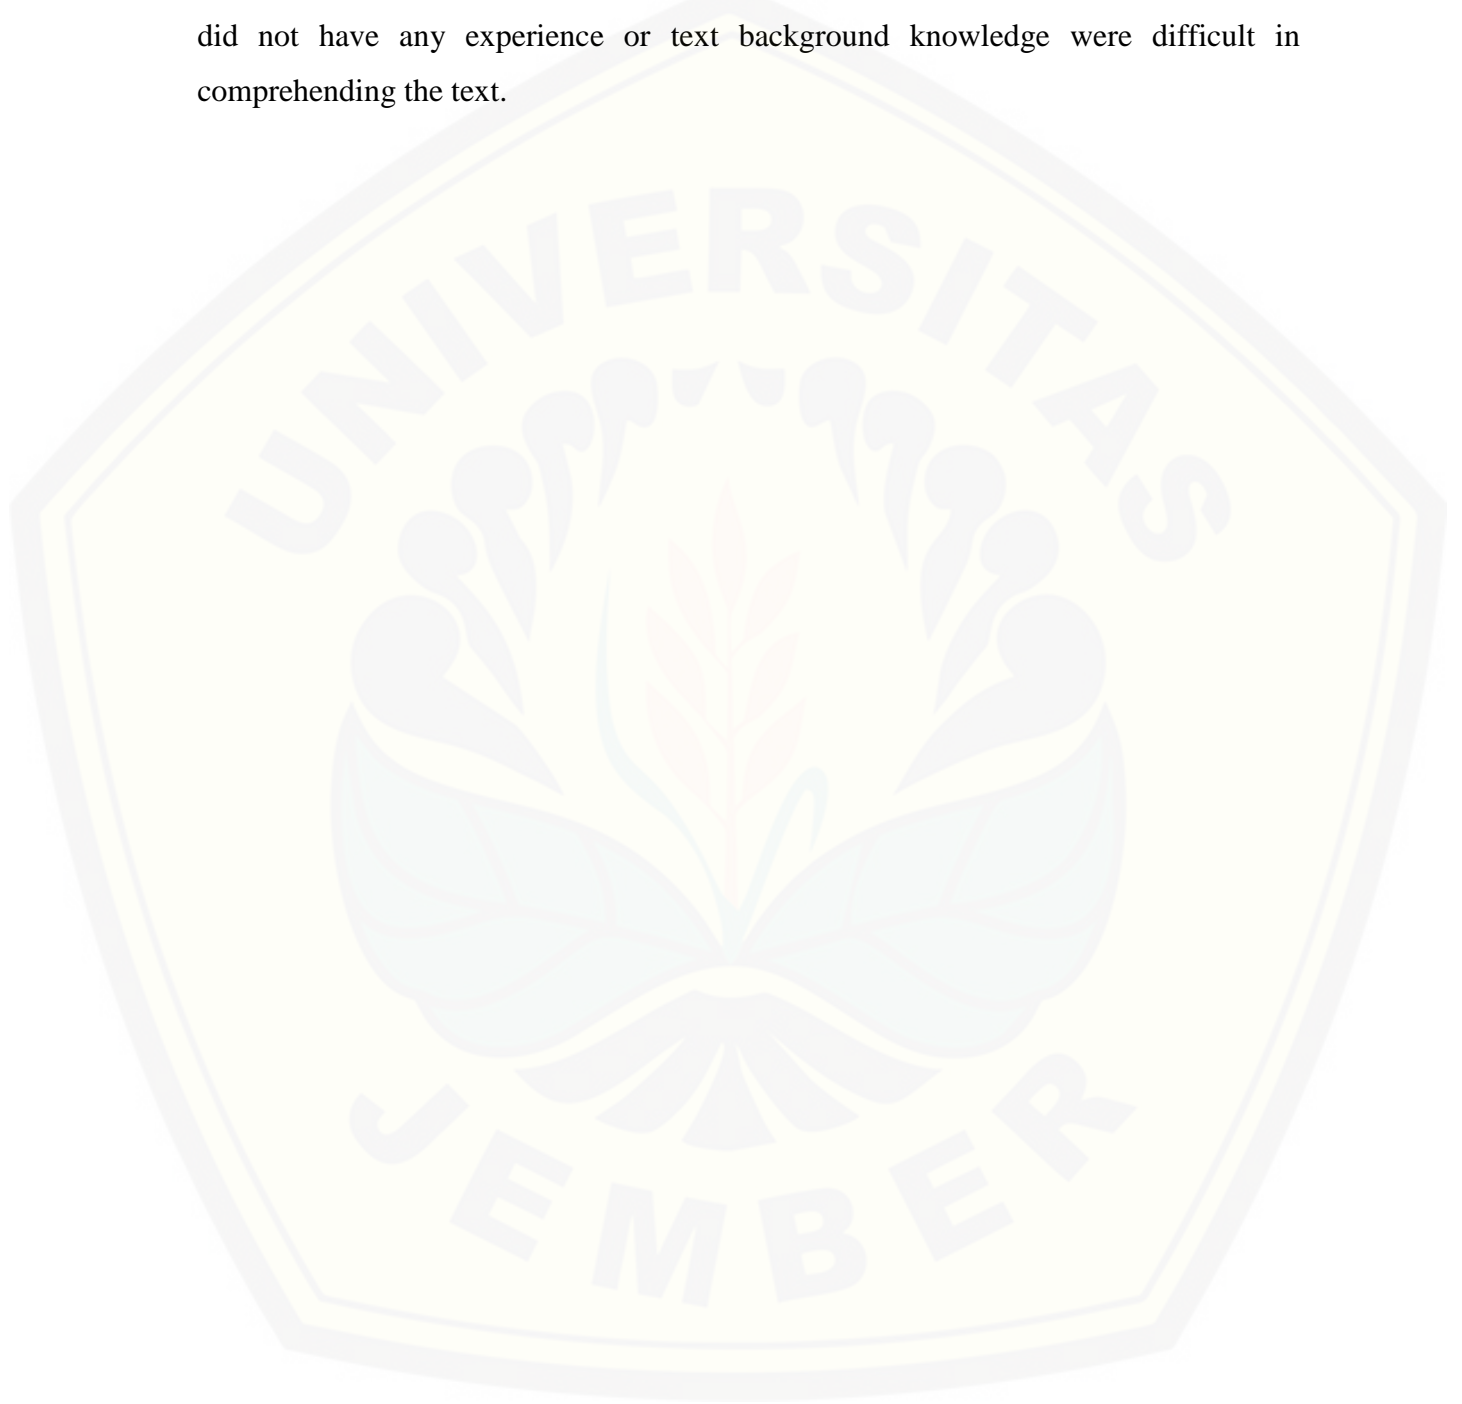 did not have any experience or text background knowledge were difficult in
comprehending the text.
UNIVERSITAS
JEMBER